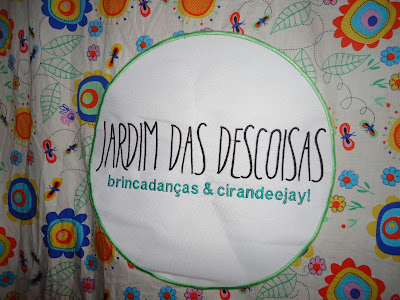 JARDIM DAS DESCOISAS
brincadanças & cirandeejay!